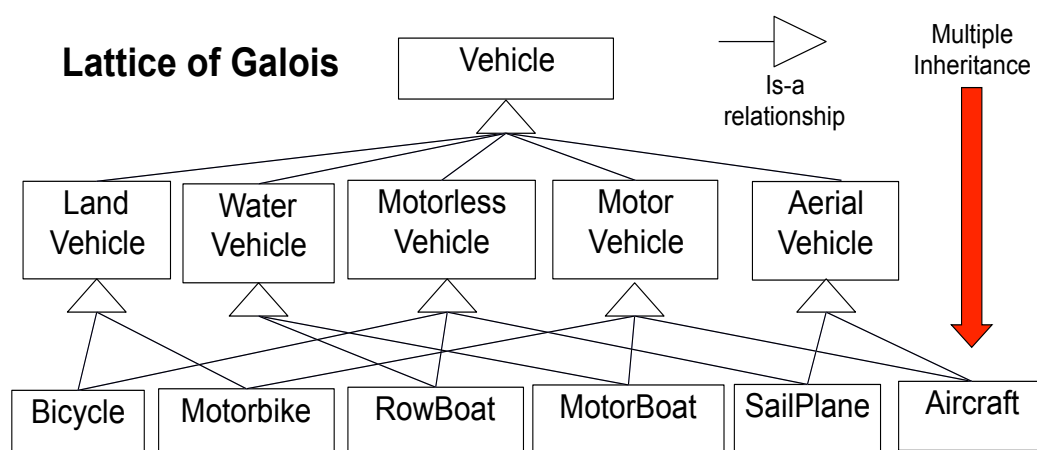 Lattice of Galois
Vehicle
Is-a
relationship
Multiple
Inheritance
Land
Vehicle
Water
Vehicle
Motorless
Vehicle
Motor
Vehicle
Aerial
Vehicle
Bicycle
Motorbike
RowBoat
MotorBoat
SailPlane
Aircraft